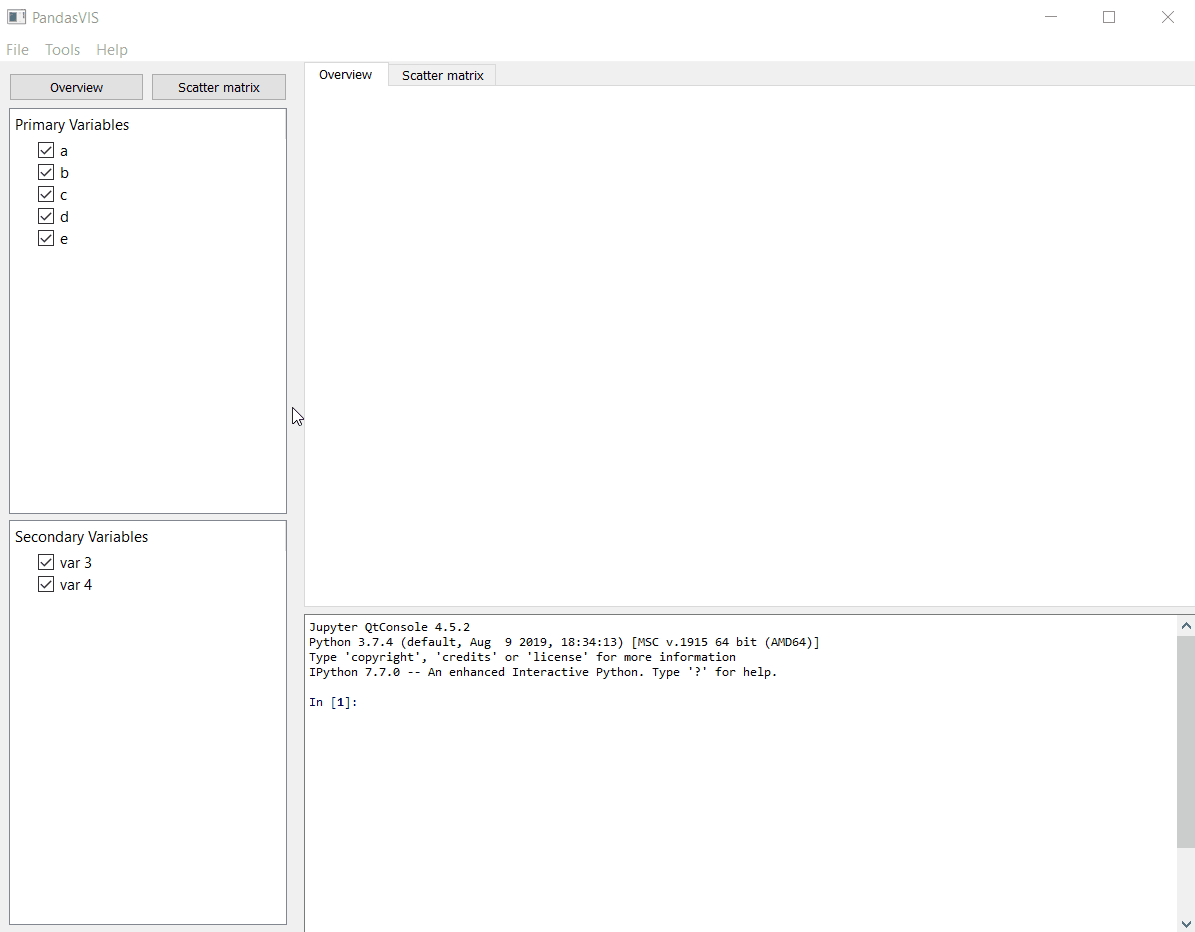 PandasVIS
File Tools Help
Overview Scatter matrix
Primary Variables
a
b
c
d
e
Secondary Variables
var 3
var 4
Overview Scatter matrix
Jupyter QtConsole 4.5.2
Python 3.7.4 (default, Aug  9 2019, 18:34:13) [MSC v.1915 64 bit (AMD64)]
Type 'copyright', 'credits' or 'license' for more information
IPython 7.7.0 -- An enhanced Interactive Python. Type '?' for help.
In [1]: